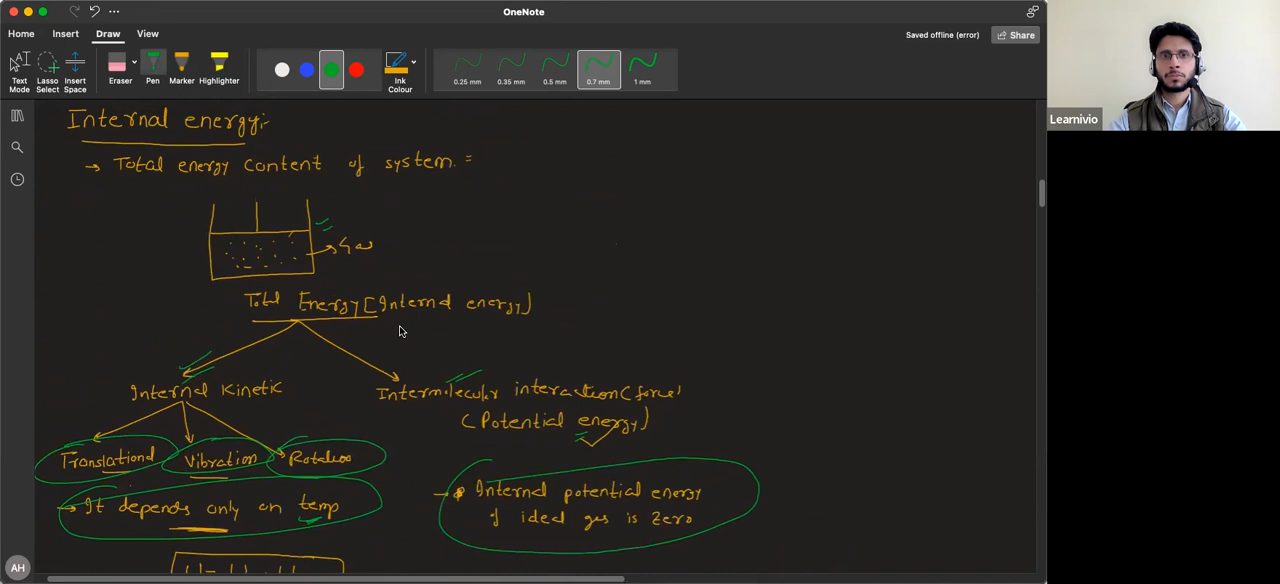 OneNote
Home Insert Draw View
Saved offline (error) Share
Text Mode Lasso Select Insert Space Eraser Pen Marker Highlighter Ink Colour 0.25 mm 0.35 mm 0.5 mm 0.7 mm 1 mm
Learnivio
Internal energy:-
→ Total energy content of system. =
→ Gas
Total Energy [Internal energy)
Internal Kinetic
Intermolecular interaction (force)
(Potential energy)
Translational Vibration Rotation
→ It depends only on temp
→ Internal potential energy
of ideal gas is Zero
AH